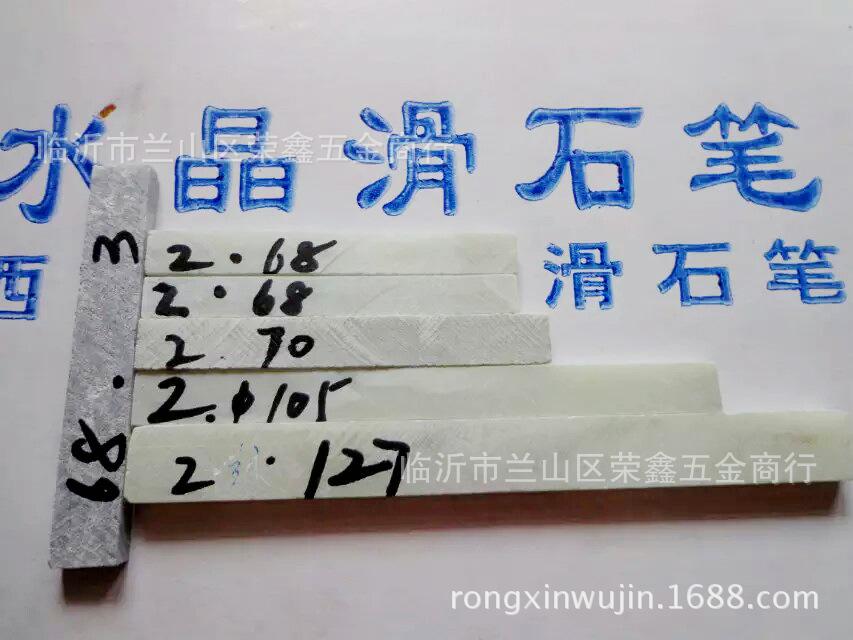 水晶滑石笔
临沂市兰山区荣鑫五金商行
西
滑石笔
3.68
2.68
2.68
2.70
2.105
2.127
临沂市兰山区荣鑫五金商行
rongxinwujin.1688.com